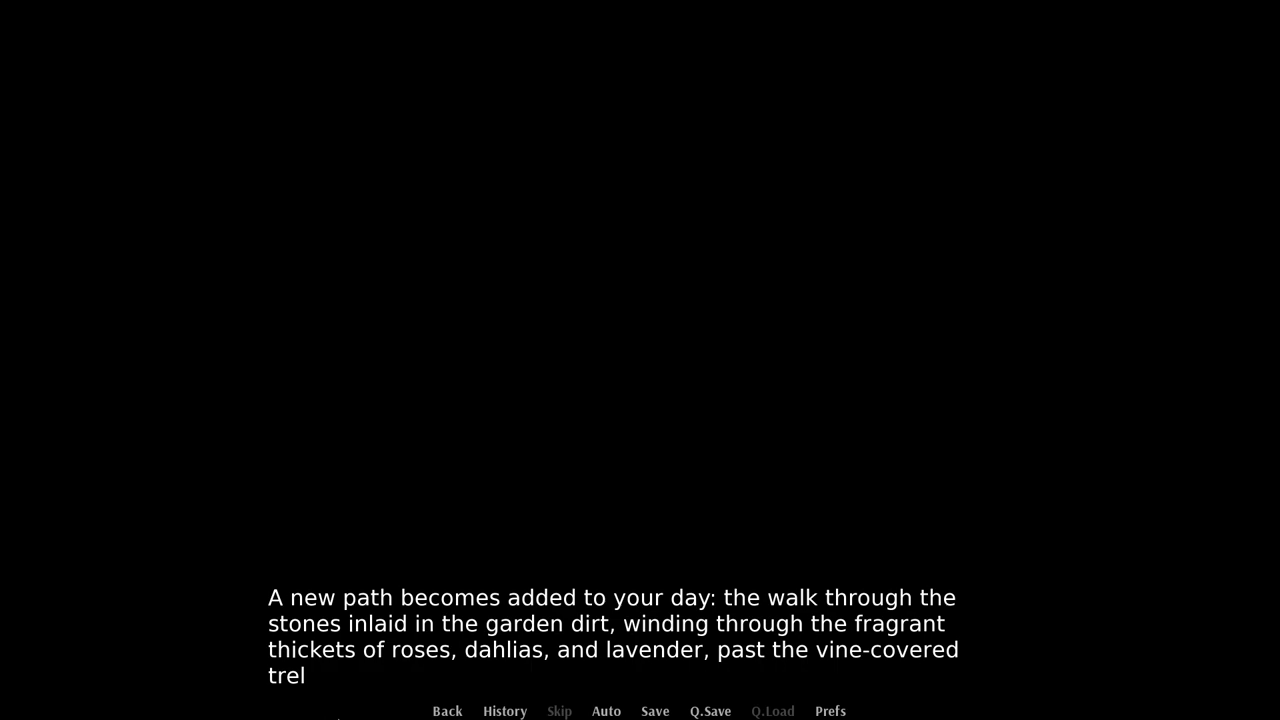 A new path becomes added to your day: the walk through the
stones inlaid in the garden dirt, winding through the fragrant
thickets of roses, dahlias, and lavender, past the vine-covered
trel
Back History Skip Auto Save Q.Save Q.Load Prefs